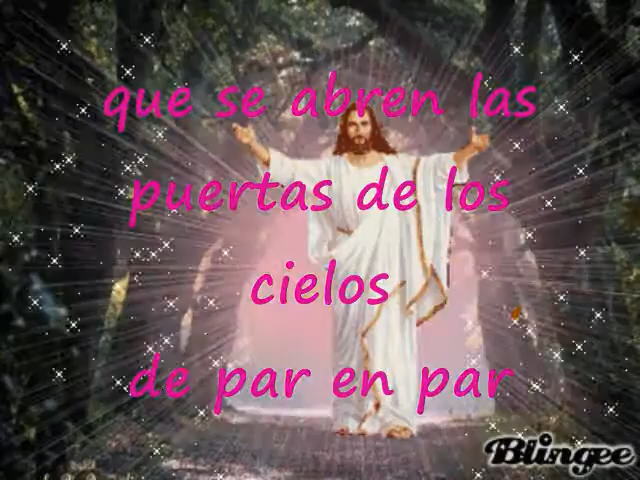 que se abren las
puertas de los
cielos
de par en par
Blingee